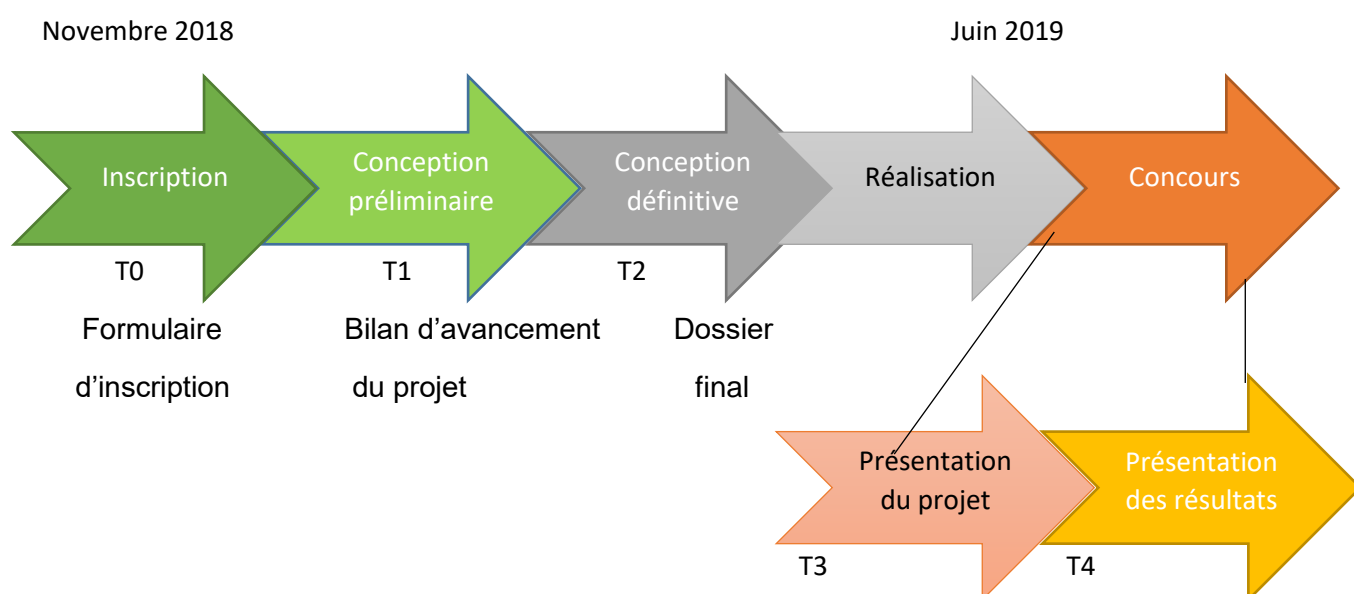 Novembre 2018
Juin 2019
Inscription
Conception
préliminaire
Conception
définitive
Réalisation
Concours
T0
T1
T2
Formulaire
d’inscription
Bilan d’avancement
du projet
Dossier
final
Présentation
du projet
Présentation
des résultats
T3
T4